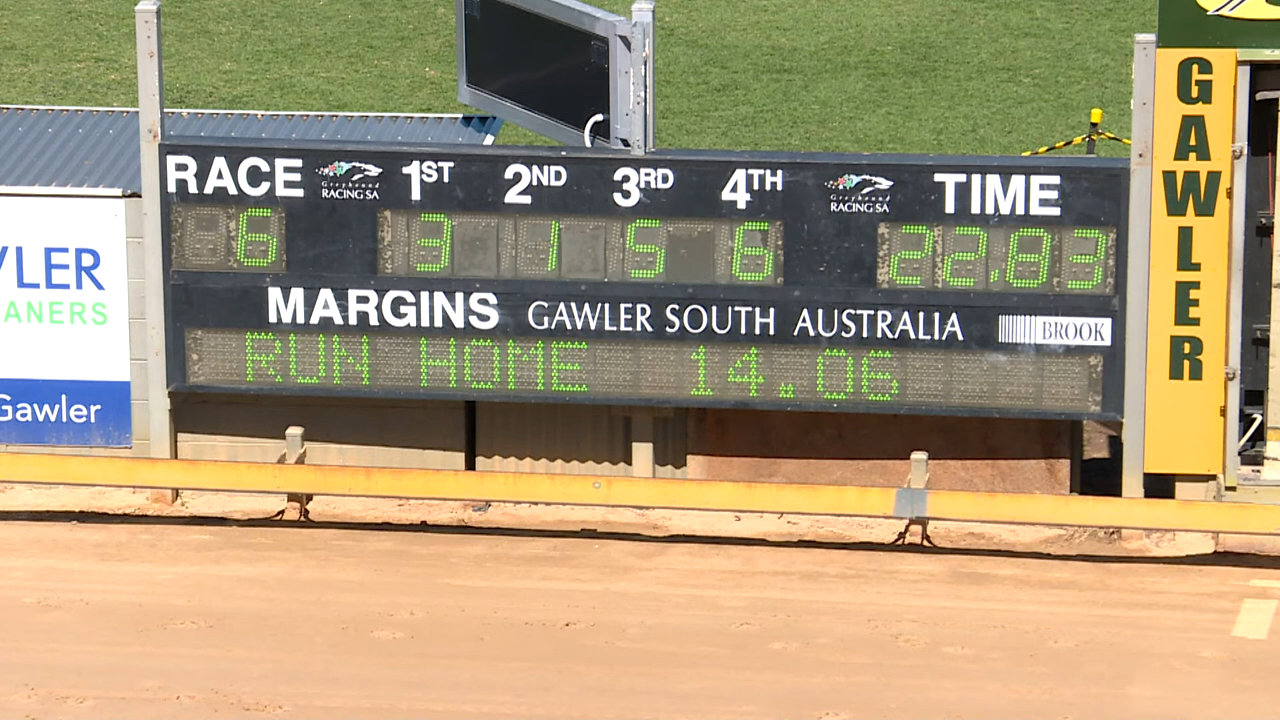 RACE 1ST 2ND 3RD 4TH TIME
Greyhound RACING SA
Greyhound RACING SA
6 3 1 5 6 22.83
MARGINS GAWLER SOUTH AUSTRALIA BROOK
RUN HOME 14.06
GAWLER
LER
ANERS
Gawler